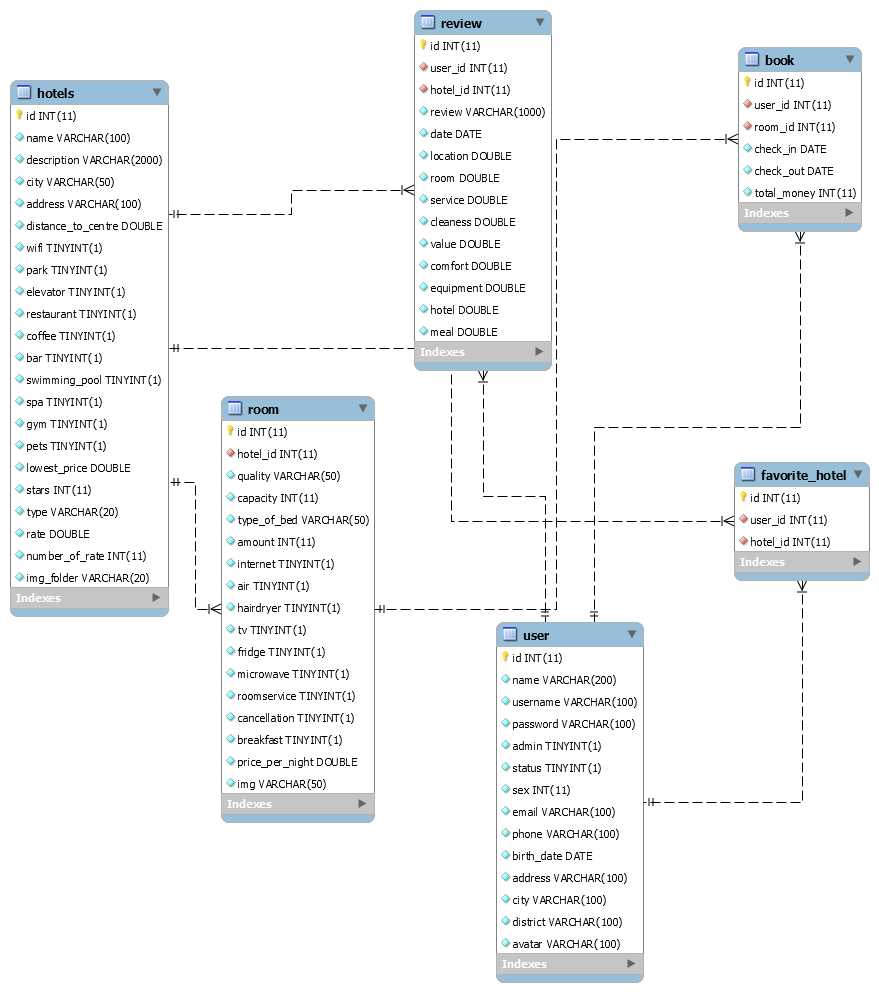 hotels
id INT(11)
name VARCHAR(100)
description VARCHAR(2000)
city VARCHAR(50)
address VARCHAR(100)
distance_to_centre DOUBLE
wifi TINYINT(1)
park TINYINT(1)
elevator TINYINT(1)
restaurant TINYINT(1)
coffee TINYINT(1)
bar TINYINT(1)
swimming_pool TINYINT(1)
spa TINYINT(1)
gym TINYINT(1)
pets TINYINT(1)
lowest_price DOUBLE
stars INT(11)
type VARCHAR(20)
rate DOUBLE
number_of_rate INT(11)
img_folder VARCHAR(20)
Indexes
review
id INT(11)
user_id INT(11)
hotel_id INT(11)
review VARCHAR(1000)
date DATE
location DOUBLE
room DOUBLE
service DOUBLE
cleaness DOUBLE
value DOUBLE
comfort DOUBLE
equipment DOUBLE
hotel DOUBLE
meal DOUBLE
Indexes
book
id INT(11)
user_id INT(11)
room_id INT(11)
check_in DATE
check_out DATE
total_money INT(11)
Indexes
room
id INT(11)
hotel_id INT(11)
quality VARCHAR(50)
capacity INT(11)
type_of_bed VARCHAR(50)
amount INT(11)
internet TINYINT(1)
air TINYINT(1)
hairdryer TINYINT(1)
tv TINYINT(1)
fridge TINYINT(1)
microwave TINYINT(1)
roomservice TINYINT(1)
cancellation TINYINT(1)
breakfast TINYINT(1)
price_per_night DOUBLE
img VARCHAR(50)
Indexes
favorite_hotel
id INT(11)
user_id INT(11)
hotel_id INT(11)
Indexes
user
id INT(11)
name VARCHAR(200)
username VARCHAR(100)
password VARCHAR(100)
admin TINYINT(1)
status TINYINT(1)
sex INT(11)
email VARCHAR(100)
phone VARCHAR(100)
birth_date DATE
address VARCHAR(100)
city VARCHAR(100)
district VARCHAR(100)
avatar VARCHAR(100)
Indexes